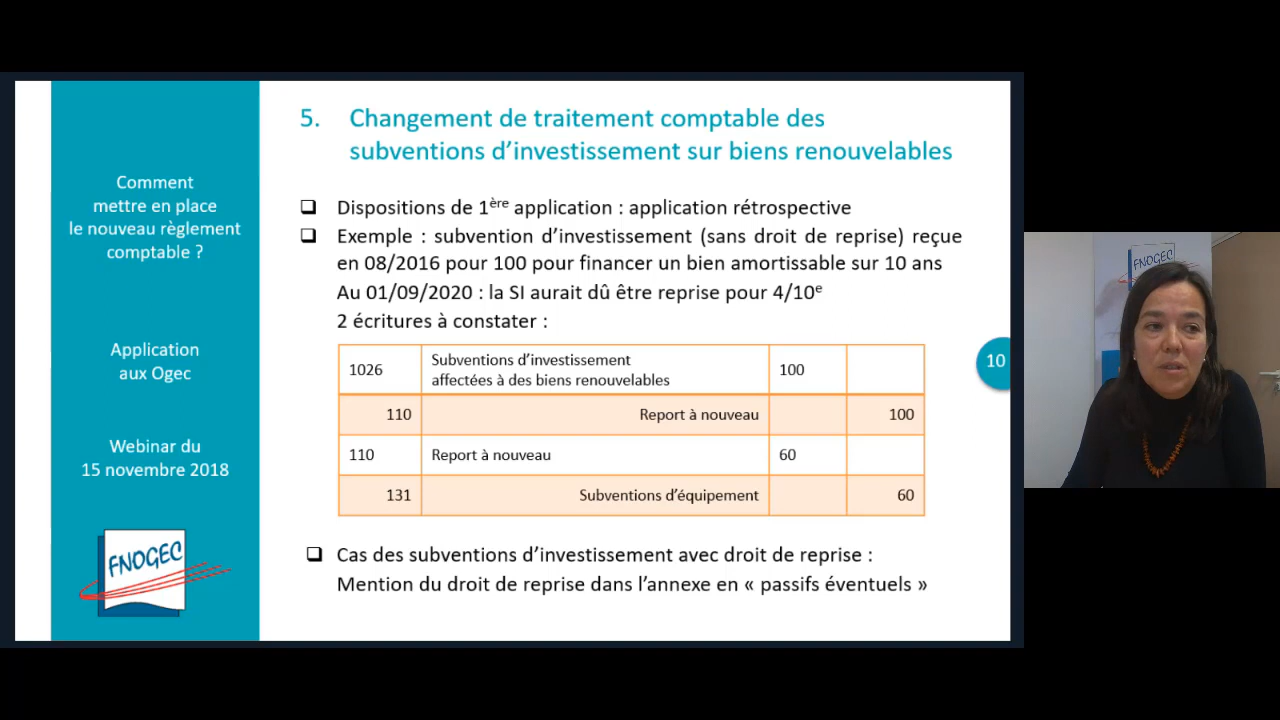 Comment
mettre en place
le nouveau règlement
comptable ?
Application
aux Ogec
Webinar du
15 novembre 2018
FNOGEC
5. Changement de traitement comptable des
subventions d’investissement sur biens renouvelables
Dispositions de 1ère application : application rétrospective
Exemple : subvention d’investissement (sans droit de reprise) reçue
en 08/2016 pour 100 pour financer un bien amortissable sur 10 ans
Au 01/09/2020 : la SI aurait dû être reprise pour 4/10e
2 écritures à constater :
1026 Subventions d’investissement
affectées à des biens renouvelables 100
110 Report à nouveau 100
110 Report à nouveau 60
131 Subventions d’équipement 60
Cas des subventions d’investissement avec droit de reprise :
Mention du droit de reprise dans l’annexe en « passifs éventuels »
10
FNOGEC